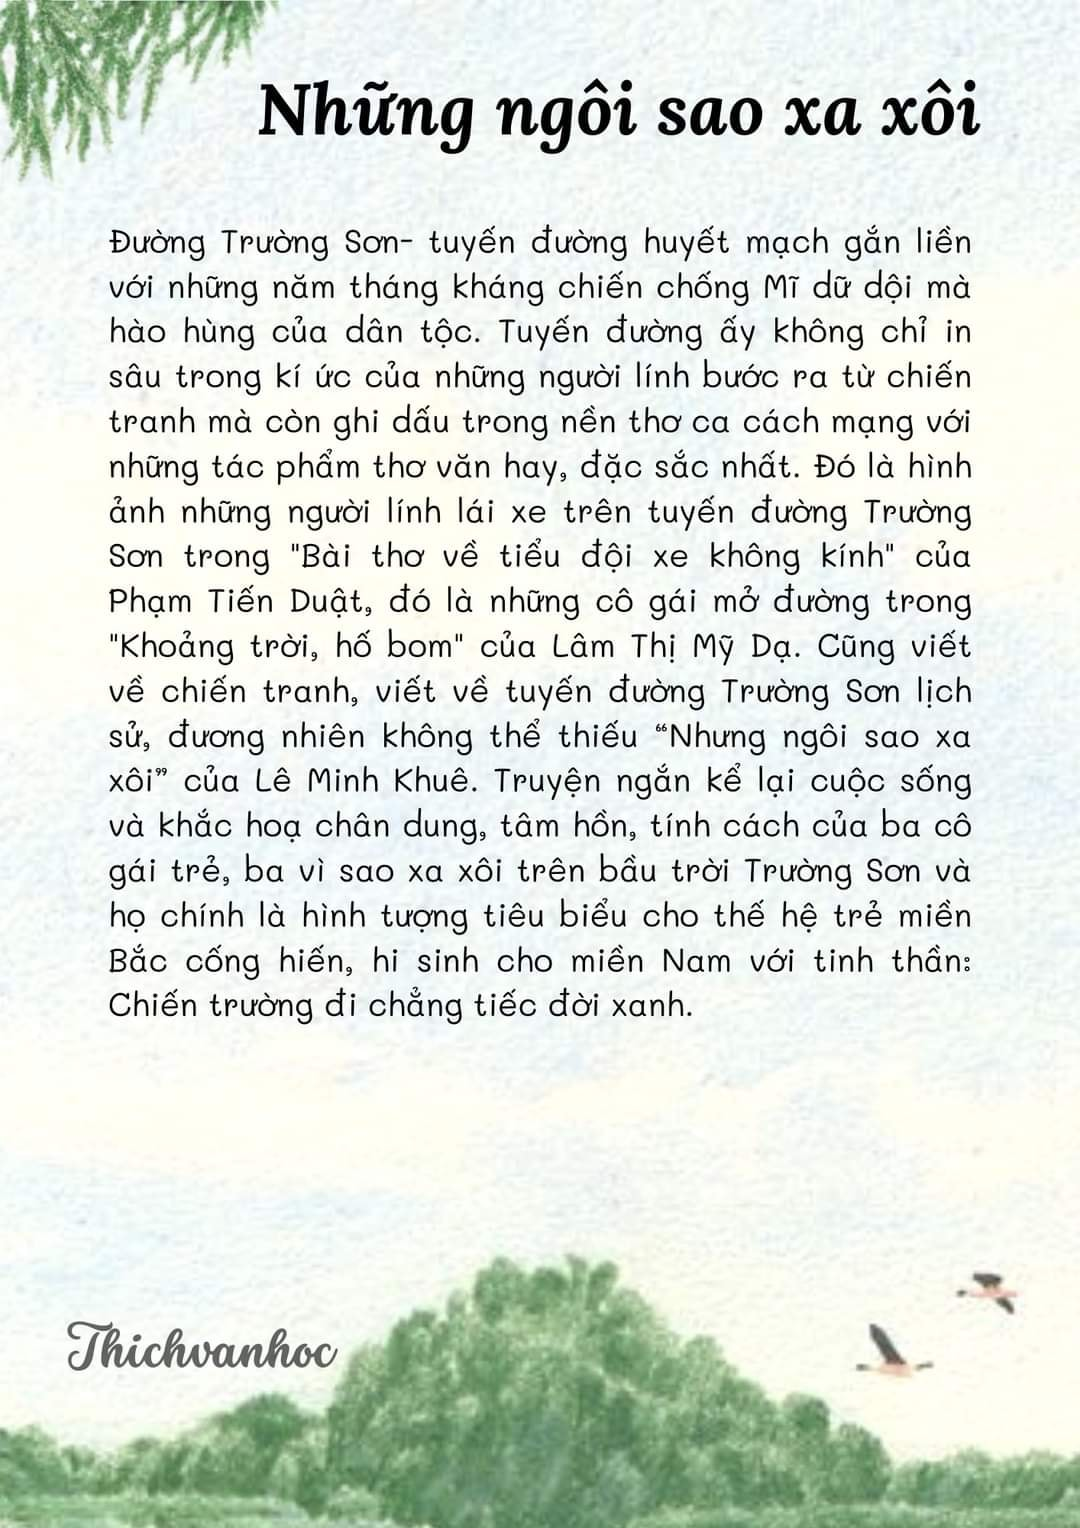 Những ngôi sao xa xôi
Đường Trường Sơn- tuyến đường huyết mạch gắn liền
với những năm tháng kháng chiến chống Mĩ dữ dội mà
hào hùng của dân tộc. Tuyến đường ấy không chỉ in
sâu trong kí ức của những người lính bước ra từ chiến
tranh mà còn ghi dấu trong nền thơ ca cách mạng với
những tác phẩm thơ văn hay, đặc sắc nhất. Đó là hình
ảnh những người lính lái xe trên tuyến đường Trường
Sơn trong "Bài thơ về tiểu đội xe không kính" của
Phạm Tiến Duật, đó là những cô gái mở đường trong
"Khoảng trời, hố bom" của Lâm Thị Mỹ Dạ. Cũng viết
về chiến tranh, viết về tuyến đường Trường Sơn lịch
sử, đương nhiên không thể thiếu “Nhưng ngôi sao xa
xôi” của Lê Minh Khuê. Truyện ngắn kể lại cuộc sống
và khắc hoạ chân dung, tâm hồn, tính cách của ba cô
gái trẻ, ba vì sao xa xôi trên bầu trời Trường Sơn và
họ chính là hình tượng tiêu biểu cho thế hệ trẻ miền
Bắc cống hiến, hi sinh cho miền Nam với tinh thần:
Chiến trường đi chẳng tiếc đời xanh.
Thichvanhoc